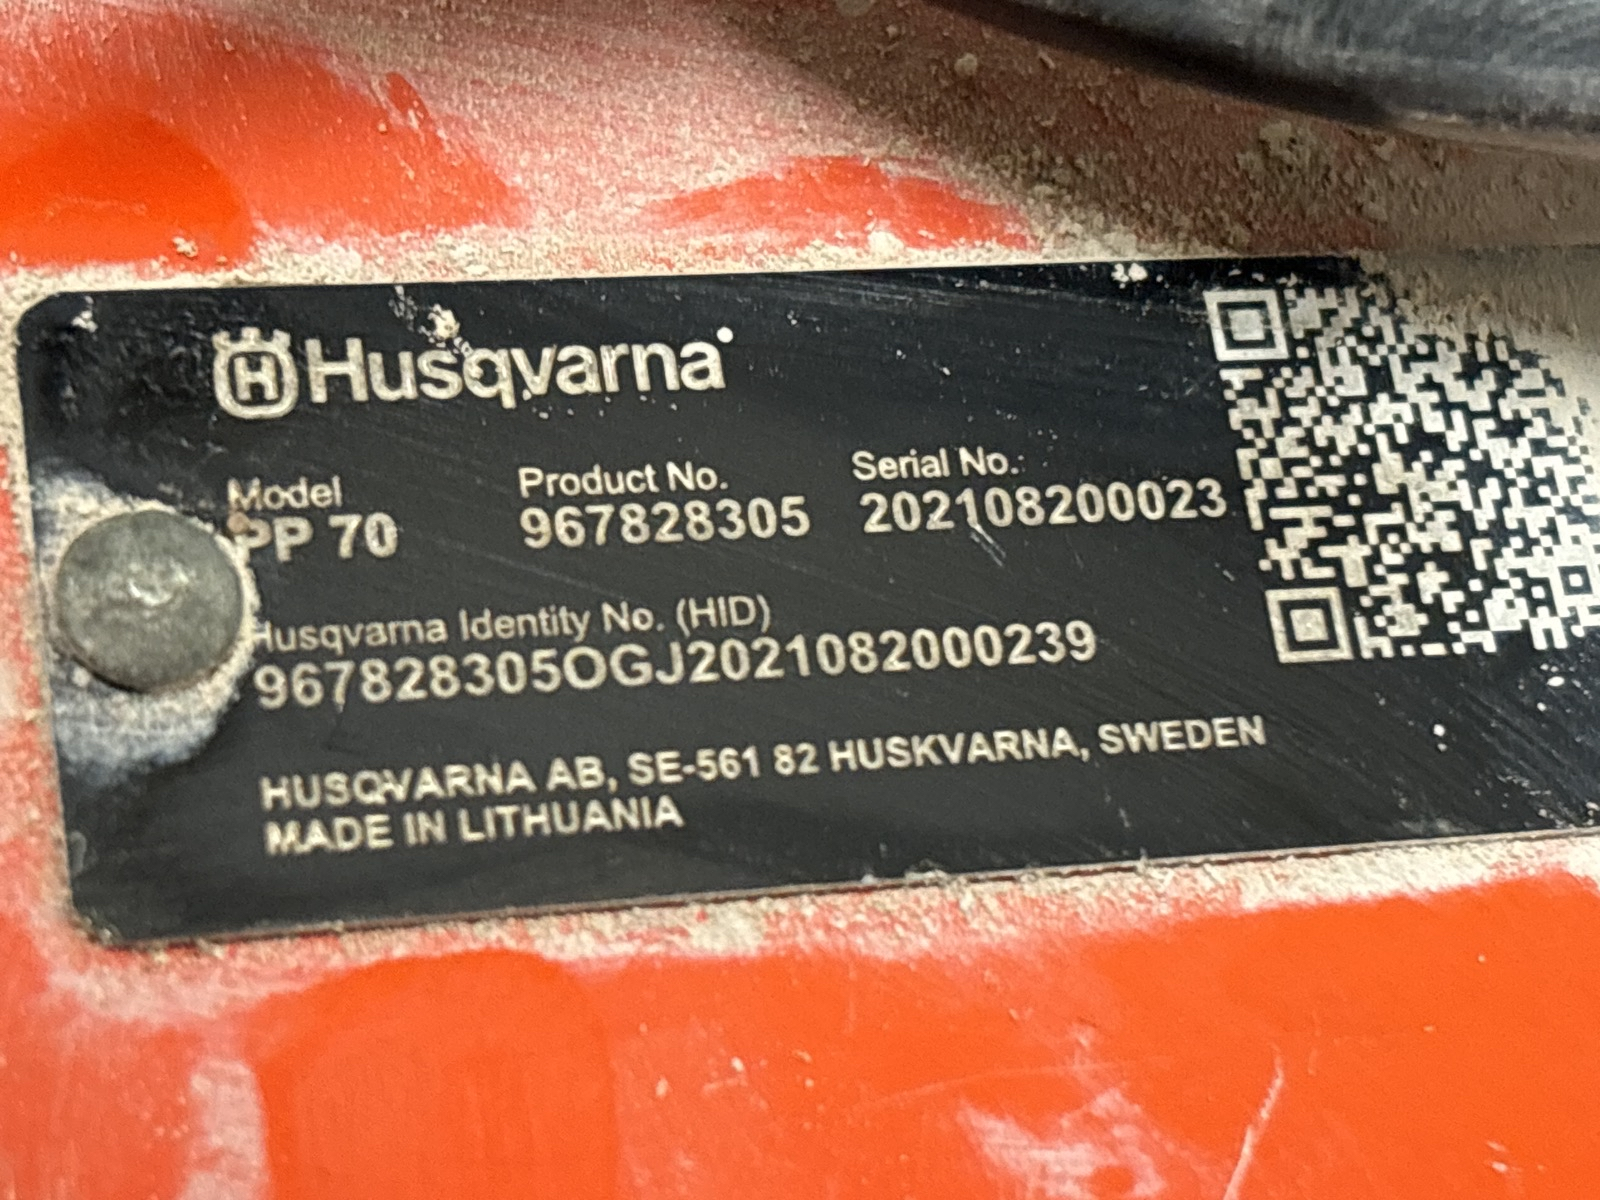 Husqvarna
Model Product No. Serial No.:
PP 70 967828305 202108200023
Husqvarna Identity No. (HID)
967828305OGJ2021082000239
HUSQVARNA AB, SE-561 82 HUSKVARNA, SWEDEN
MADE IN LITHUANIA